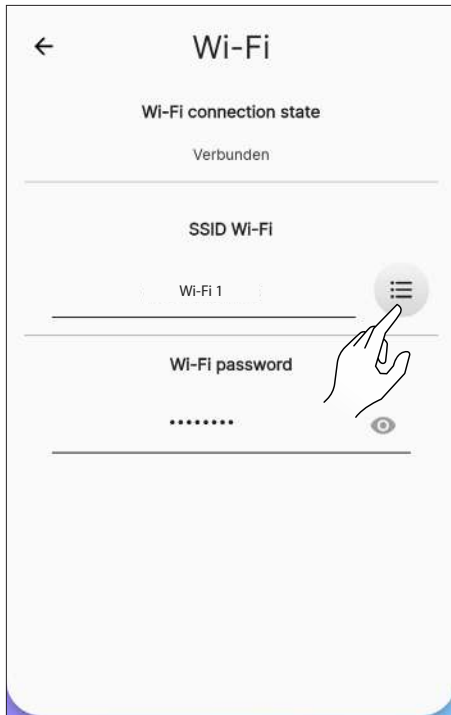 Wi-Fi
Wi-Fi connection state
Verbunden
SSID Wi-Fi
Wi-Fi 1
Wi-Fi password
••••••••